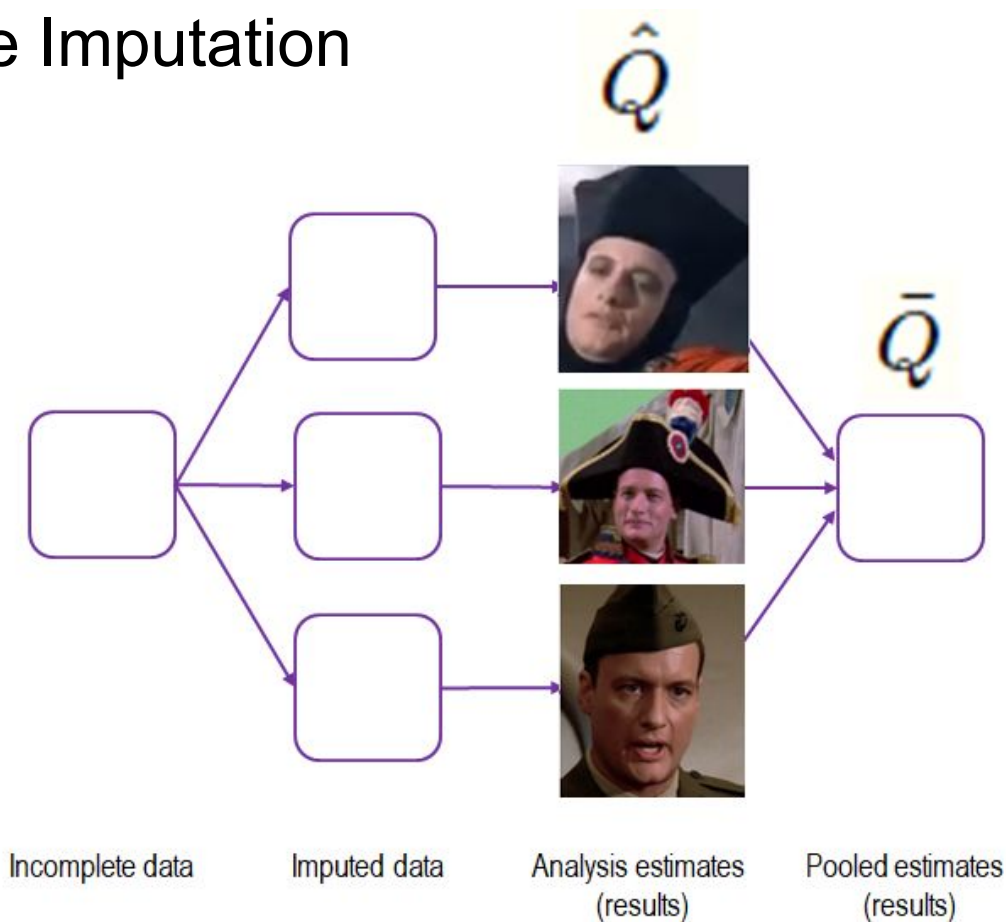 e Imputation
Q̂
Q̄
Incomplete data
Imputed data
Analysis estimates
(results)
Pooled estimates
(results)